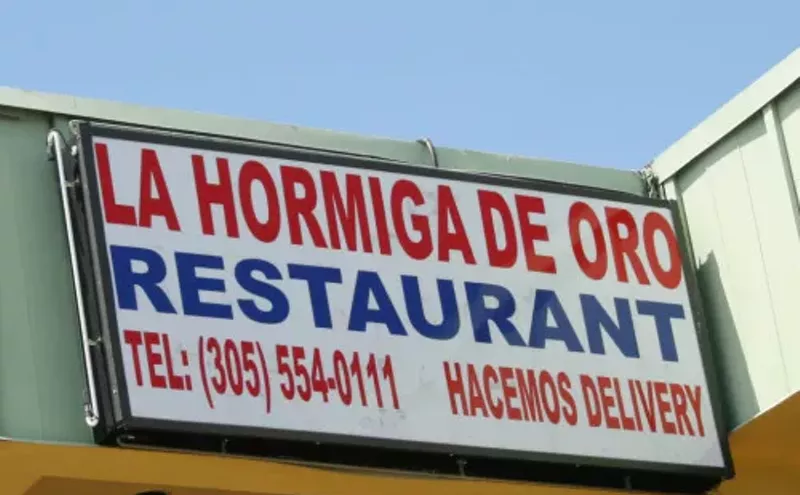 LA HORMIGA DE ORO
RESTAURANT
TEL: (305) 554-0111 HACEMOS DELIVERY